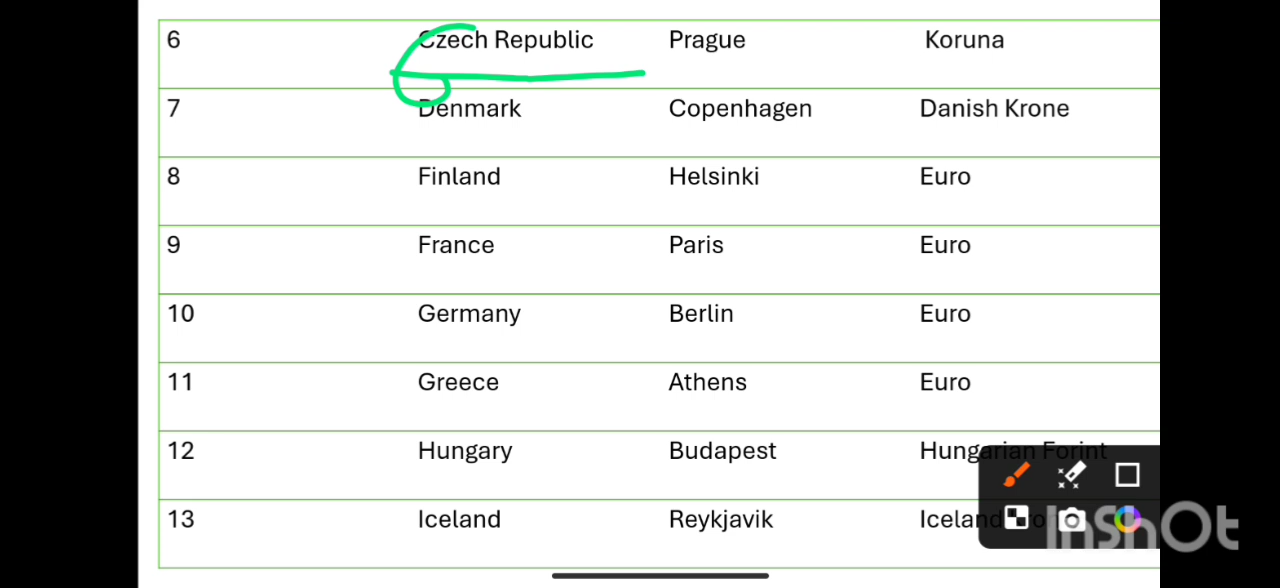 6 Czech Republic Prague Koruna
7 Denmark Copenhagen Danish Krone
8 Finland Helsinki Euro
9 France Paris Euro
10 Germany Berlin Euro
11 Greece Athens Euro
12 Hungary Budapest Hungarian Forint
13 Iceland Reykjavik Iceland
InShOt